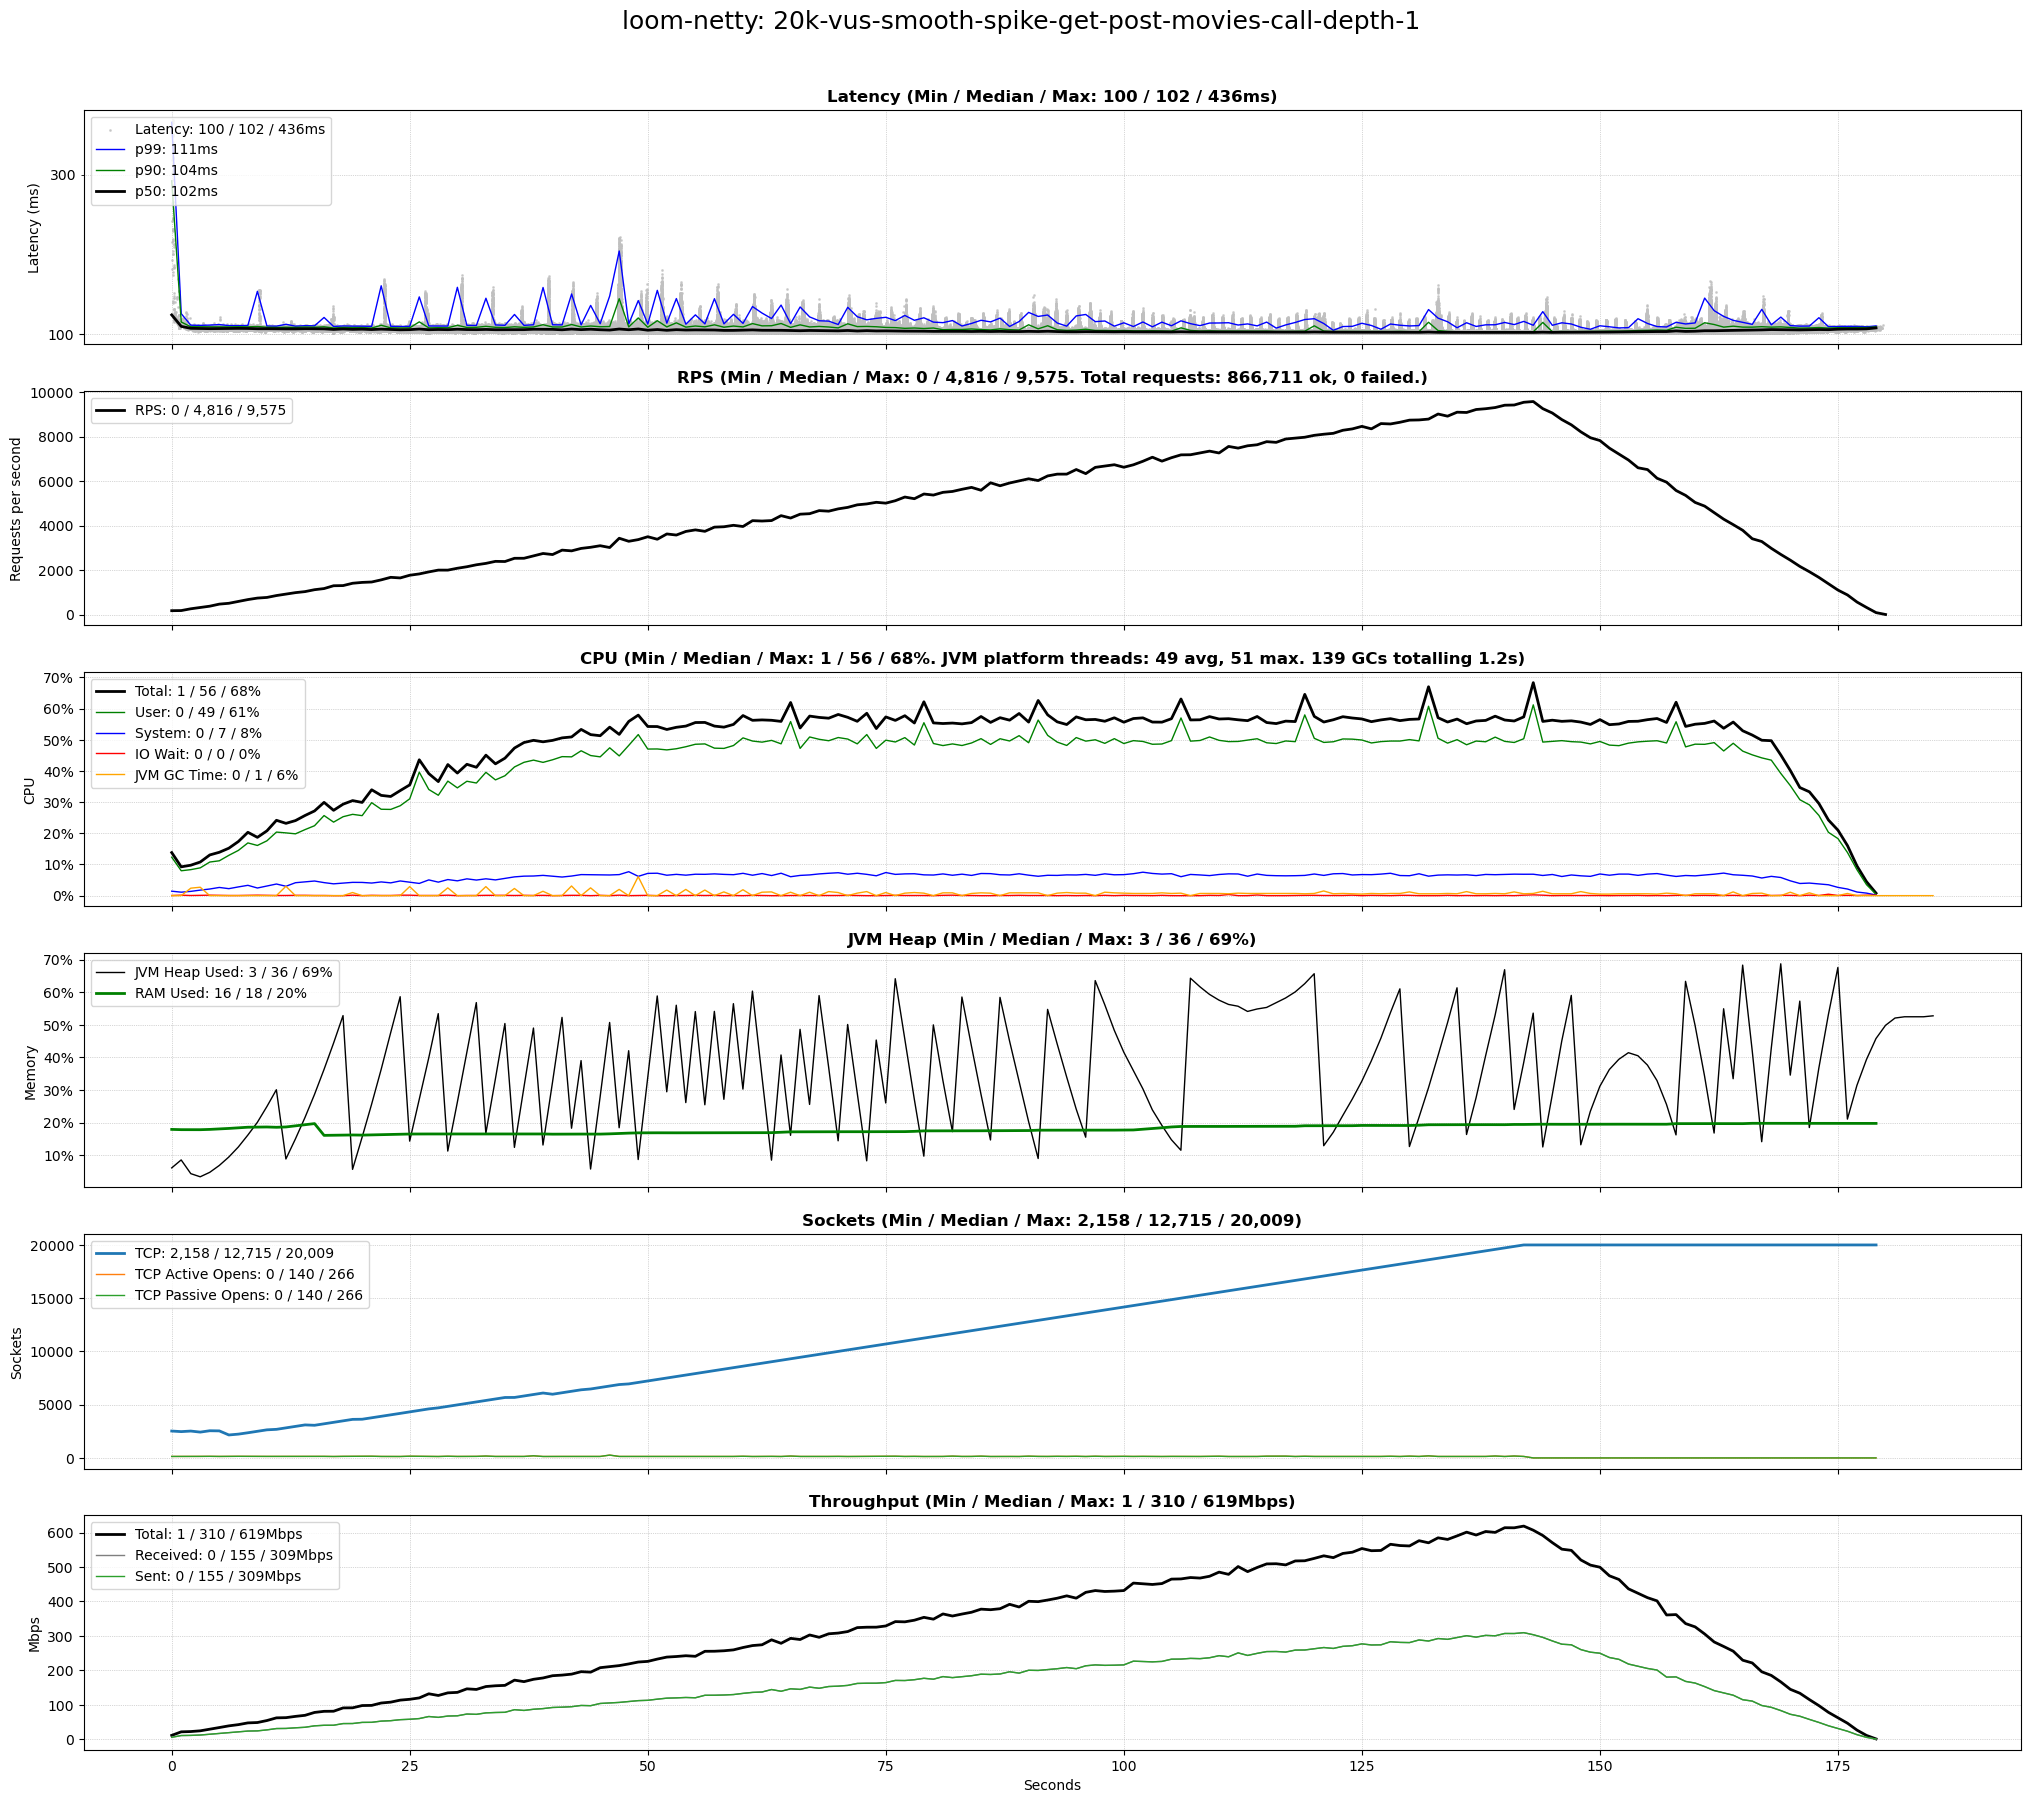 loom-netty: 20k-vus-smooth-spike-get-post-movies-call-depth-1
Latency (Min / Median / Max: 100 / 102 / 436ms)
Latency: 100 / 102 / 436ms
p99: 111ms
p90: 104ms
p50: 102ms
300
100
Latency (ms)
RPS (Min / Median / Max: 0 / 4,816 / 9,575. Total requests: 866,711 ok, 0 failed.)
RPS: 0 / 4,816 / 9,575
10000
8000
6000
4000
2000
0
Requests per second
CPU (Min / Median / Max: 1 / 56 / 68%. JVM platform threads: 49 avg, 51 max. 139 GCs totalling 1.2s)
Total: 1 / 56 / 68%
User: 0 / 49 / 61%
System: 0 / 7 / 8%
IO Wait: 0 / 0 / 0%
JVM GC Time: 0 / 1 / 6%
70%
60%
50%
40%
30%
20%
10%
0%
CPU
JVM Heap (Min / Median / Max: 3 / 36 / 69%)
JVM Heap Used: 3 / 36 / 69%
RAM Used: 16 / 18 / 20%
70%
60%
50%
40%
30%
20%
10%
Memory
Sockets (Min / Median / Max: 2,158 / 12,715 / 20,009)
TCP: 2,158 / 12,715 / 20,009
TCP Active Opens: 0 / 140 / 266
TCP Passive Opens: 0 / 140 / 266
20000
15000
10000
5000
0
Sockets
Throughput (Min / Median / Max: 1 / 310 / 619Mbps)
Total: 1 / 310 / 619Mbps
Received: 0 / 155 / 309Mbps
Sent: 0 / 155 / 309Mbps
600
500
400
300
200
100
0
Mbps
0 25 50 75 100 125 150 175
Seconds